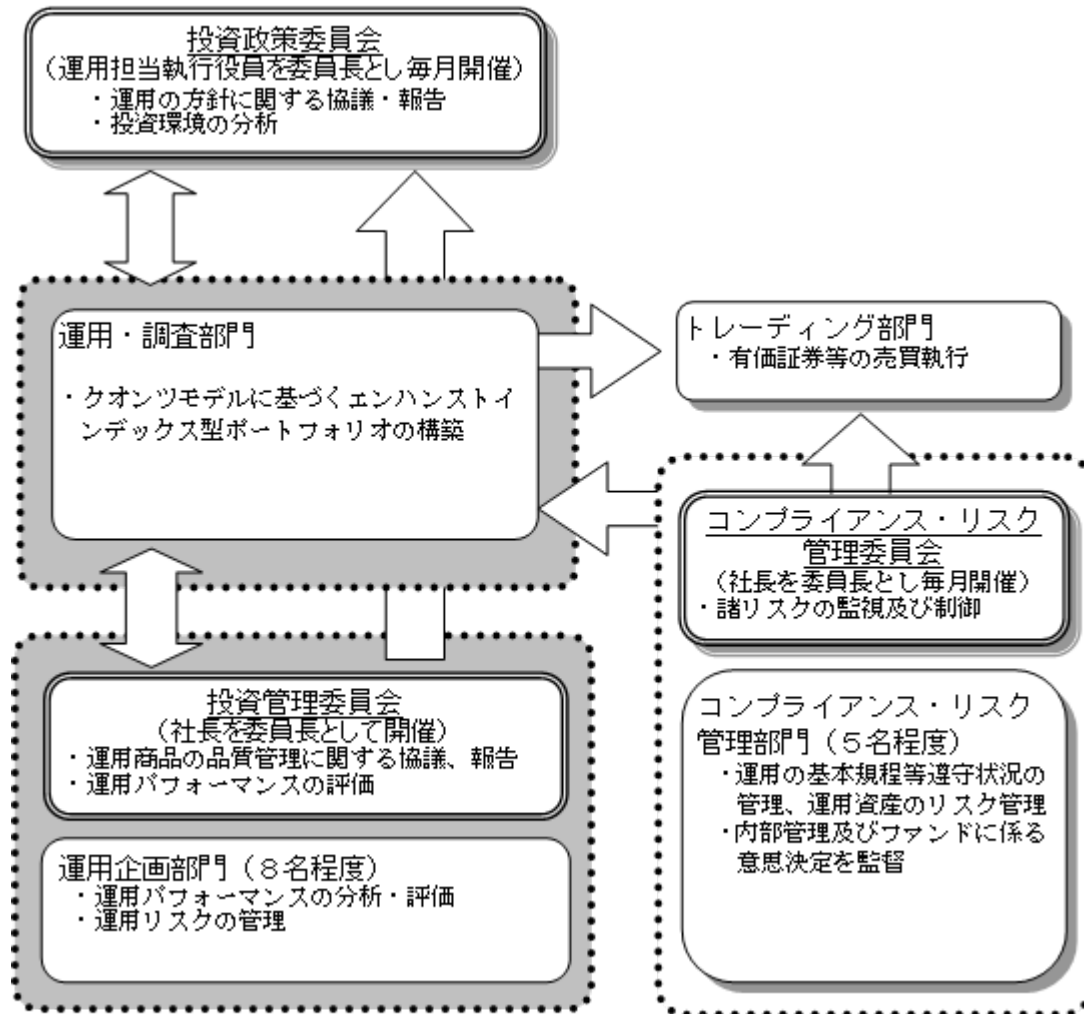 投資政策委員会
(運用担当執行役員を委員長とし毎月開催)
・運用の方針に関する協議・報告
・投資環境の分析
運用・調査部門
・クオンツモデルに基づくエンハンストイ
ンデックス型ポートフォリオの構築
トレーディング部門
・有価証券等の売買執行
コンプライアンス・リスク
管理委員会
(社長を委員長とし毎月開催)
・諸リスクの監視及び制御
投資管理委員会
(社長を委員長として開催)
・運用商品の品質管理に関する協議、報告
・運用パフォーマンスの評価
運用企画部門(8名程度)
・運用パフォーマンスの分析・評価
・運用リスクの管理
コンプライアンス・リスク
管理部門(5名程度)
・運用の基本規程等遵守状況の
管理、運用資産のリスク管理
・内部管理及びファンドに係る
意思決定を監督